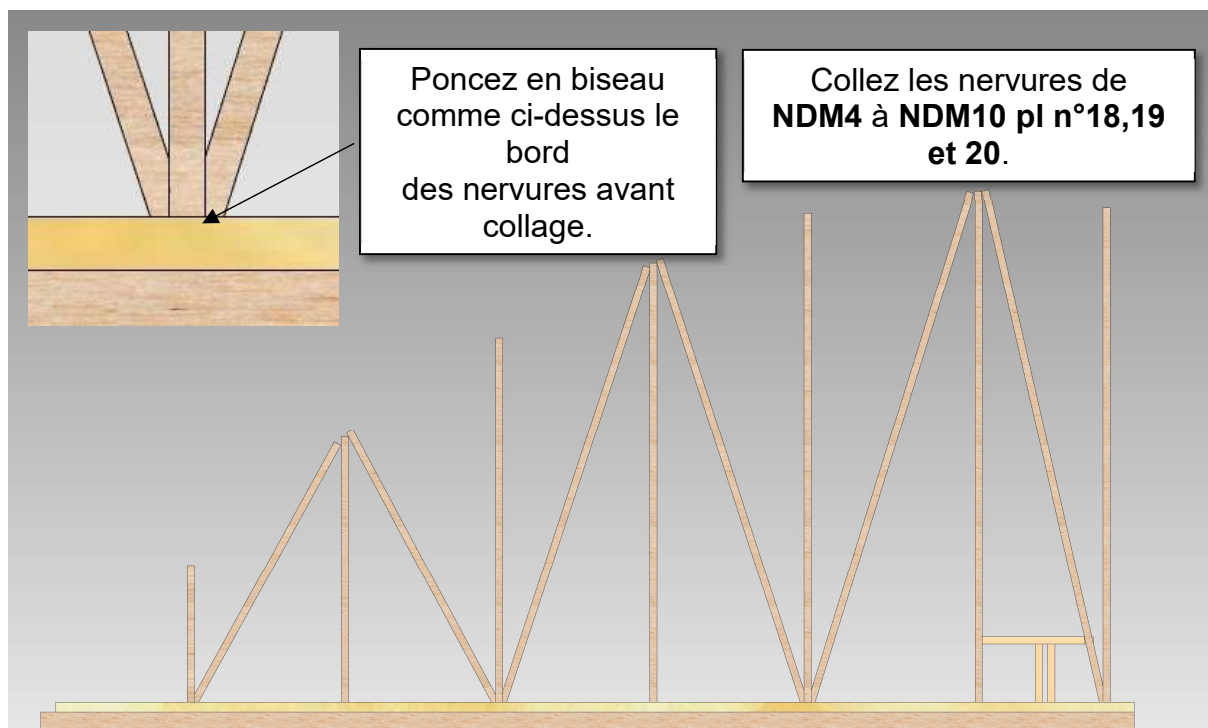 Poncez en biseau
comme ci-dessus le
bord
des nervures avant
collage.
Collez les nervures de
NDM4 à NDM10 pl n°18,19
et 20.